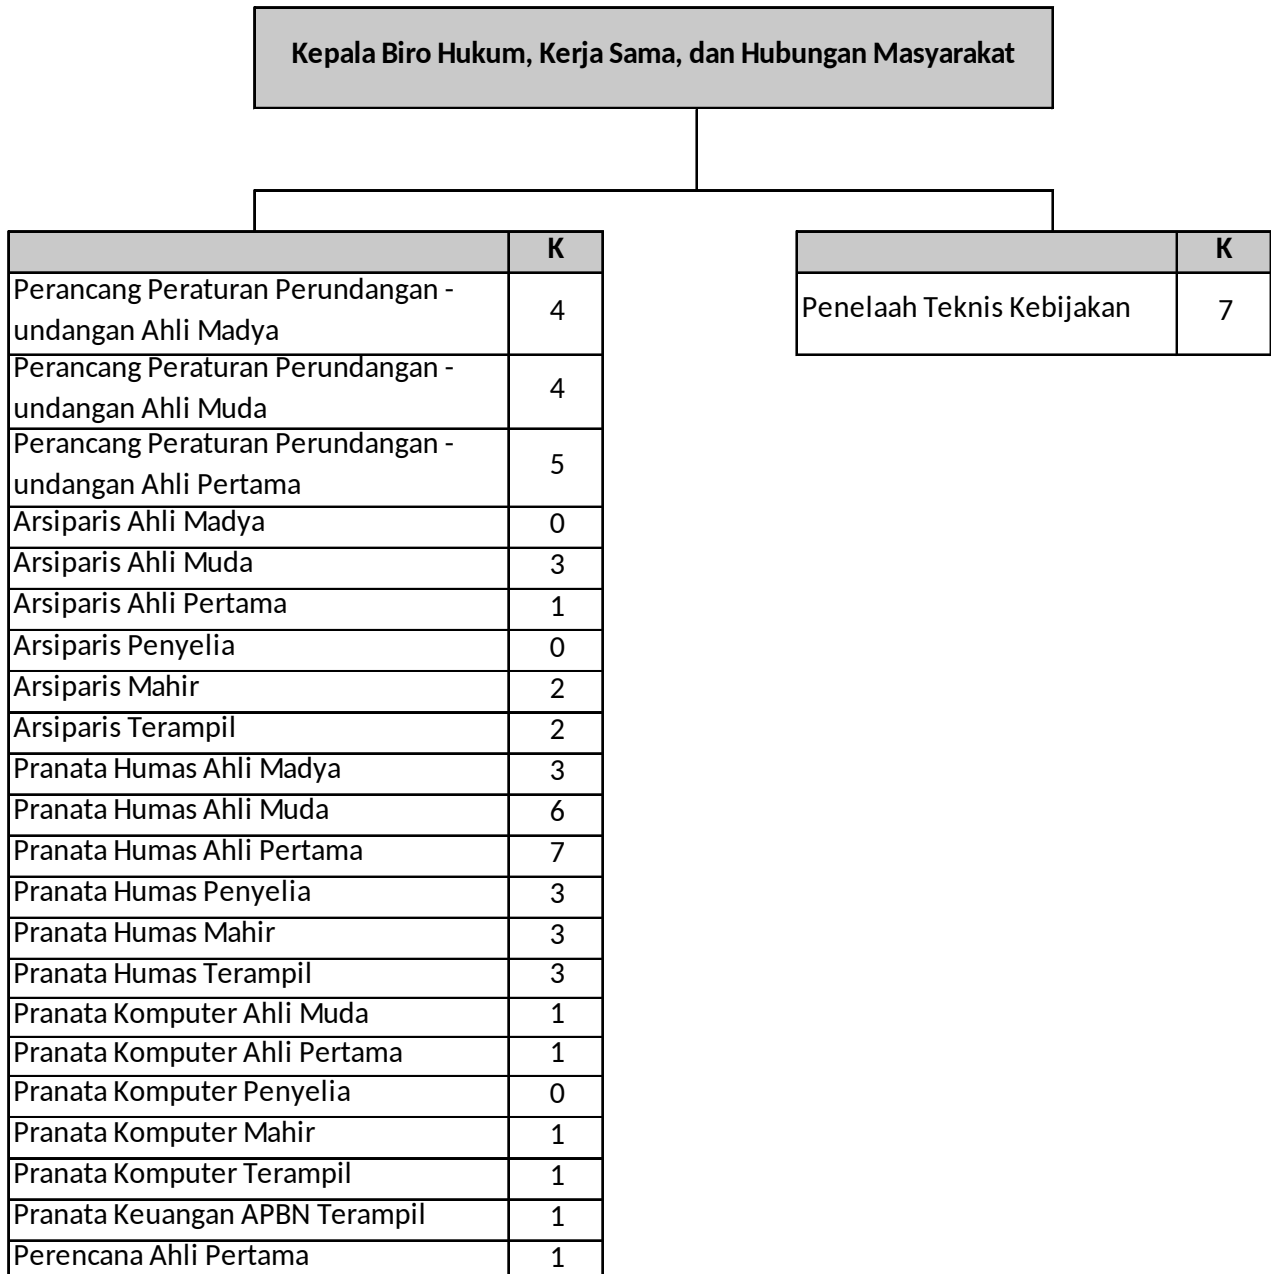 Kepala Biro Hukum, Kerja Sama, dan Hubungan Masyarakat
K
Perancang Peraturan Perundangan -
undangan Ahli Madya
4
Perancang Peraturan Perundangan -
undangan Ahli Muda
4
Perancang Peraturan Perundangan -
undangan Ahli Pertama
5
Arsiparis Ahli Madya 0
Arsiparis Ahli Muda 3
Arsiparis Ahli Pertama 1
Arsiparis Penyelia 0
Arsiparis Mahir 2
Arsiparis Terampil 2
Pranata Humas Ahli Madya 3
Pranata Humas Ahli Muda 6
Pranata Humas Ahli Pertama 7
Pranata Humas Penyelia 3
Pranata Humas Mahir 3
Pranata Humas Terampil 3
Pranata Komputer Ahli Muda 1
Pranata Komputer Ahli Pertama 1
Pranata Komputer Penyelia 0
Pranata Komputer Mahir 1
Pranata Komputer Terampil 1
Pranata Keuangan APBN Terampil 1
Perencana Ahli Pertama 1
K
Penelaah Teknis Kebijakan 7